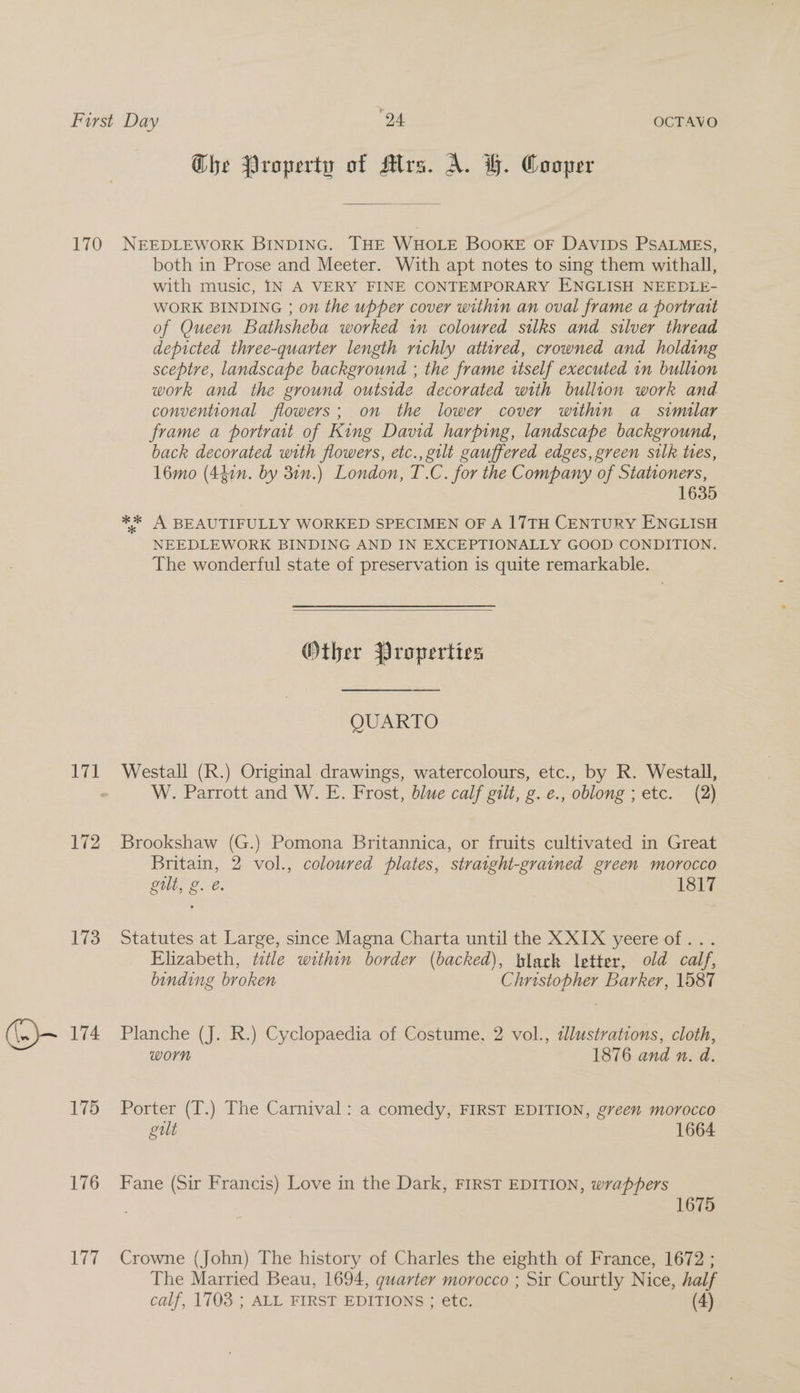 First Day 24 OCTAVO
The Property of Mrs. A. H. Cooper
170 NEEDLEWORK BINDING. THE WHOLE BOOKE OF DAVIDS PSALMES,
both in Prose and Meeter. With apt notes to sing them withall,
with music, IN A VERY FINE CONTEMPORARY ENGLISH NEEDLE-
WORK BINDING ; on the upper cover within an oval frame a portrait
of Queen Bathsheba worked in coloured silks and silver thread
depicted three-quarter length richly attired, crowned and holding
sceptre, landscape background ; the frame itself executed in bullion
work and the ground outside decorated with bullion work and
conventional flowers ; on the lower cover within a similar
frame a portrait of King David harping, landscape background,
back decorated with flowers, etc., gilt gauffered edges, green silk ties,
16mo (4½in. by 3in.) London, T.C. for the Company of Stationers,
1635
*** A BEAUTIFULLY WORKED SPECIMEN OF A 17TH CENTURY ENGLISH
NEEDLEWORK BINDING AND IN EXCEPTIONALLY GOOD CONDITION.
The wonderful state of preservation is quite remarkable.
Other Properties
QUARTO
171 Westall (R.) Original drawings, watercolours, etc., by R. Westall,
W. Parrott and W. E. Frost, blue calf gilt, g. e., oblong ; etc. (2)
172 Brookshaw (G.) Pomona Britannica, or fruits cultivated in Great
Britain, 2 vol., coloured plates, straight-grained green morocco
gilt, g. e. 1817
173 Statutes at Large, since Magna Charta until the XXIX yeere of . . .
Elizabeth, title within border (backed), black letter, old calf,
binding broken Christopher Barker, 1587
174 Planche (J. R.) Cyclopaedia of Costume, 2 vol., illustrations, cloth,
worn 1876 and n. d.
175 Porter (T.) The Carnival : a comedy, FIRST EDITION, green morocco
gilt 1664
176 Fane (Sir Francis) Love in the Dark, FIRST EDITION, wrappers
1675
177 Crowne (John) The history of Charles the eighth of France, 1672 ;
The Married Beau, 1694, quarter morocco ; Sir Courtly Nice, half
calf, 1703 ; ALL FIRST EDITIONS ; etc. (4)